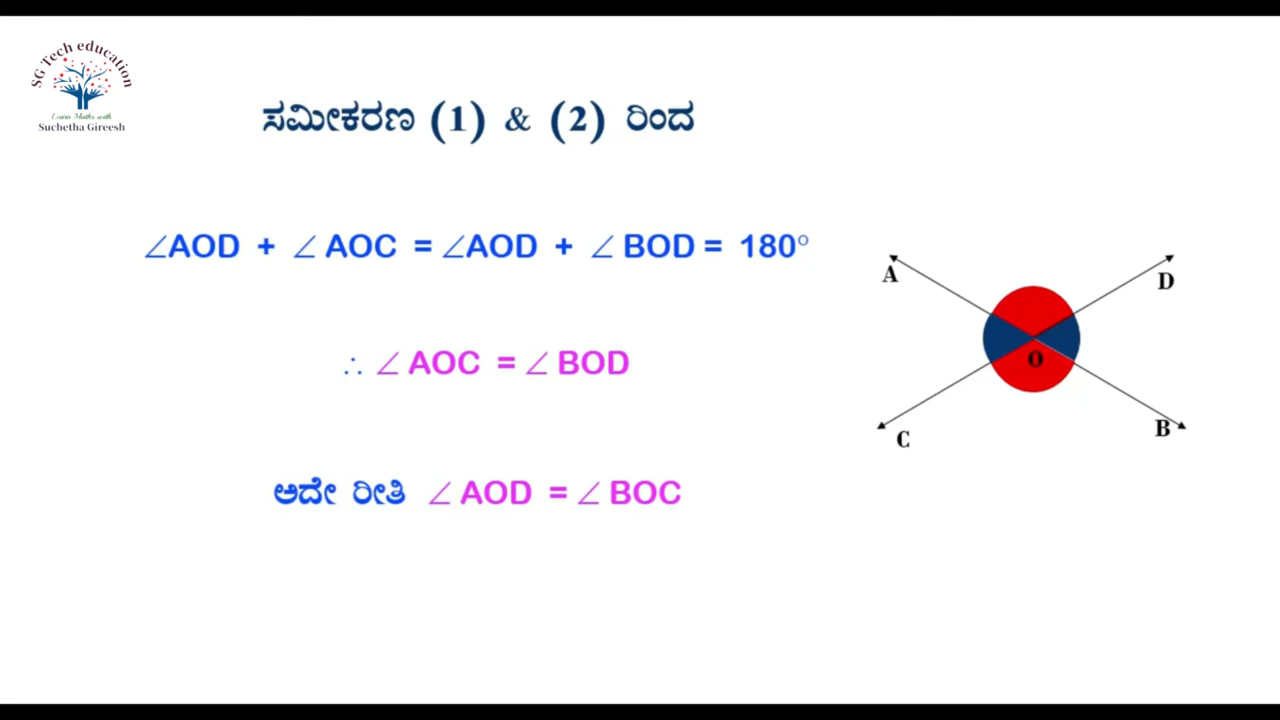 SG Tech education
Learn Maths with
Suchetha Gireesh
ಸಮೀಕರಣ (1) & (2) ರಿಂದ
∠AOD + ∠ AOC = ∠AOD + ∠ BOD = 180°
∴ ∠ AOC = ∠ BOD
ಅದೇ ರೀತಿ ∠ AOD = ∠ BOC
A
D
O
C
B